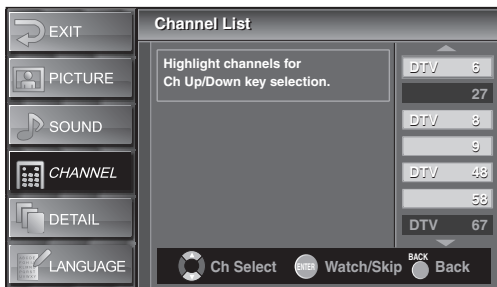 EXIT
PICTURE
SOUND
CHANNEL
DETAIL
LANGUAGE
Channel List
Highlight channels for
Ch Up/Down key selection.
DTV 6
27
DTV 8
9
DTV 48
58
DTV 67
Ch Select ENTER Watch/Skip BACK Back